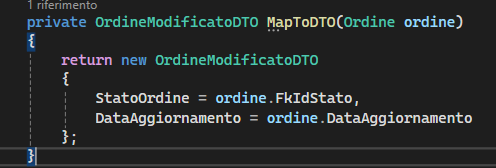 1 riferimento
private OrdineModificatoDTO MapToDTO(Ordine ordine)
{
return new OrdineModificatoDTO
{
StatoOrdine = ordine.FkIdStato,
DataAggiornamento = ordine.DataAggiornamento
};
}